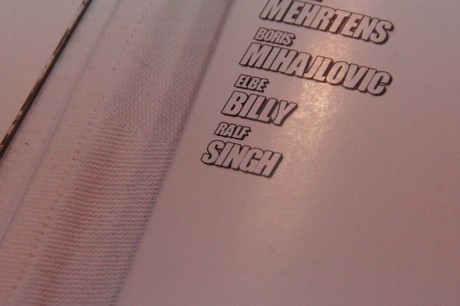 MEHRTENS
BORIS
MIHAJLOVIC
ELBE
BILLY
RALF
SINGH